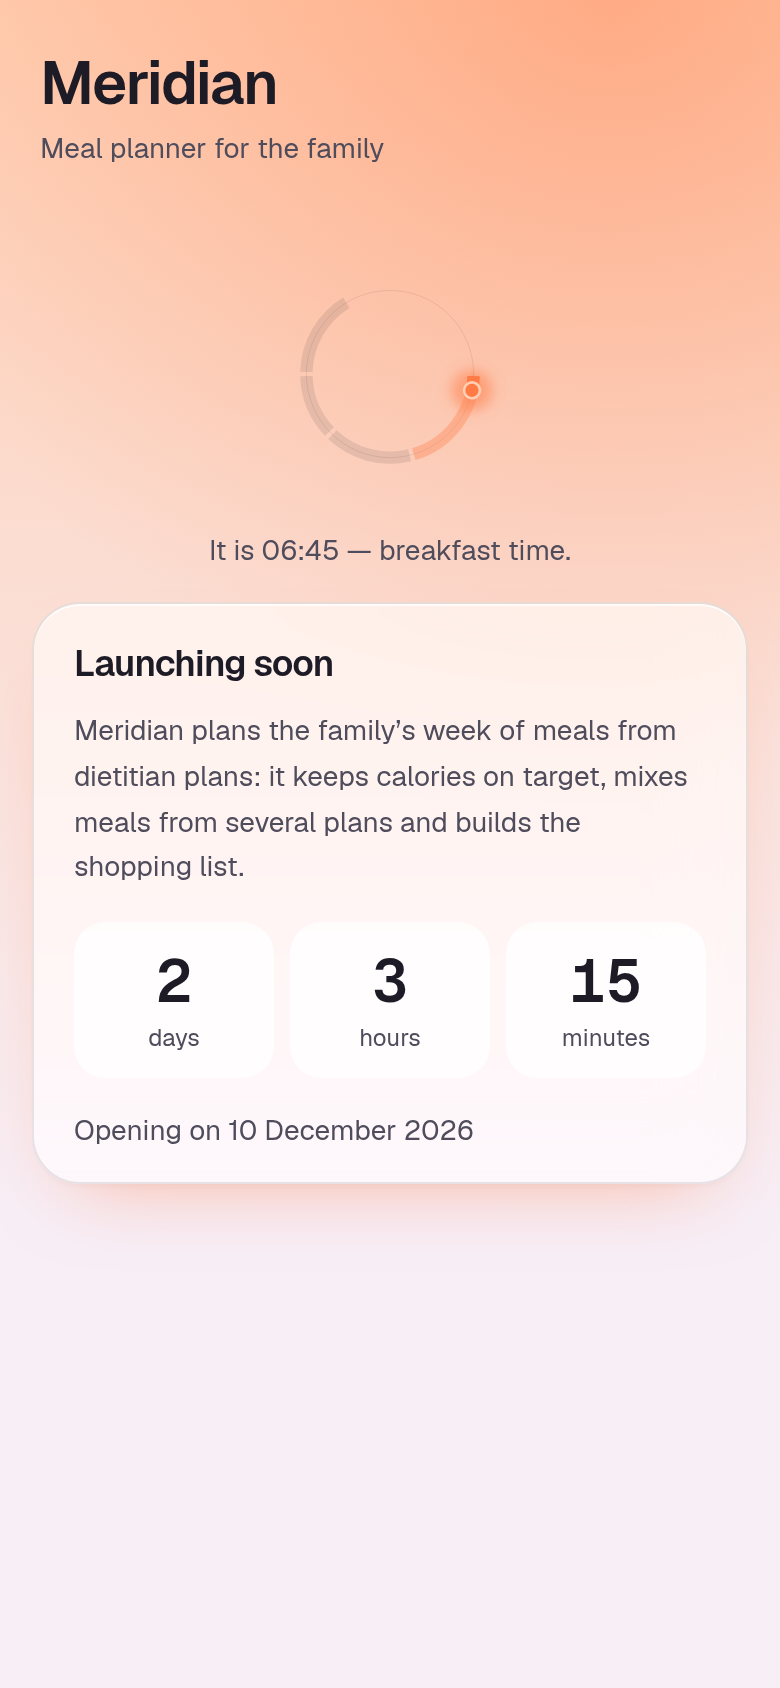 Meridian
Meal planner for the family
It is 06:45 — breakfast time.
Launching soon
Meridian plans the family’s week of meals from
dietitian plans: it keeps calories on target, mixes
meals from several plans and builds the
shopping list.
2
days
3
hours
15
minutes
Opening on 10 December 2026